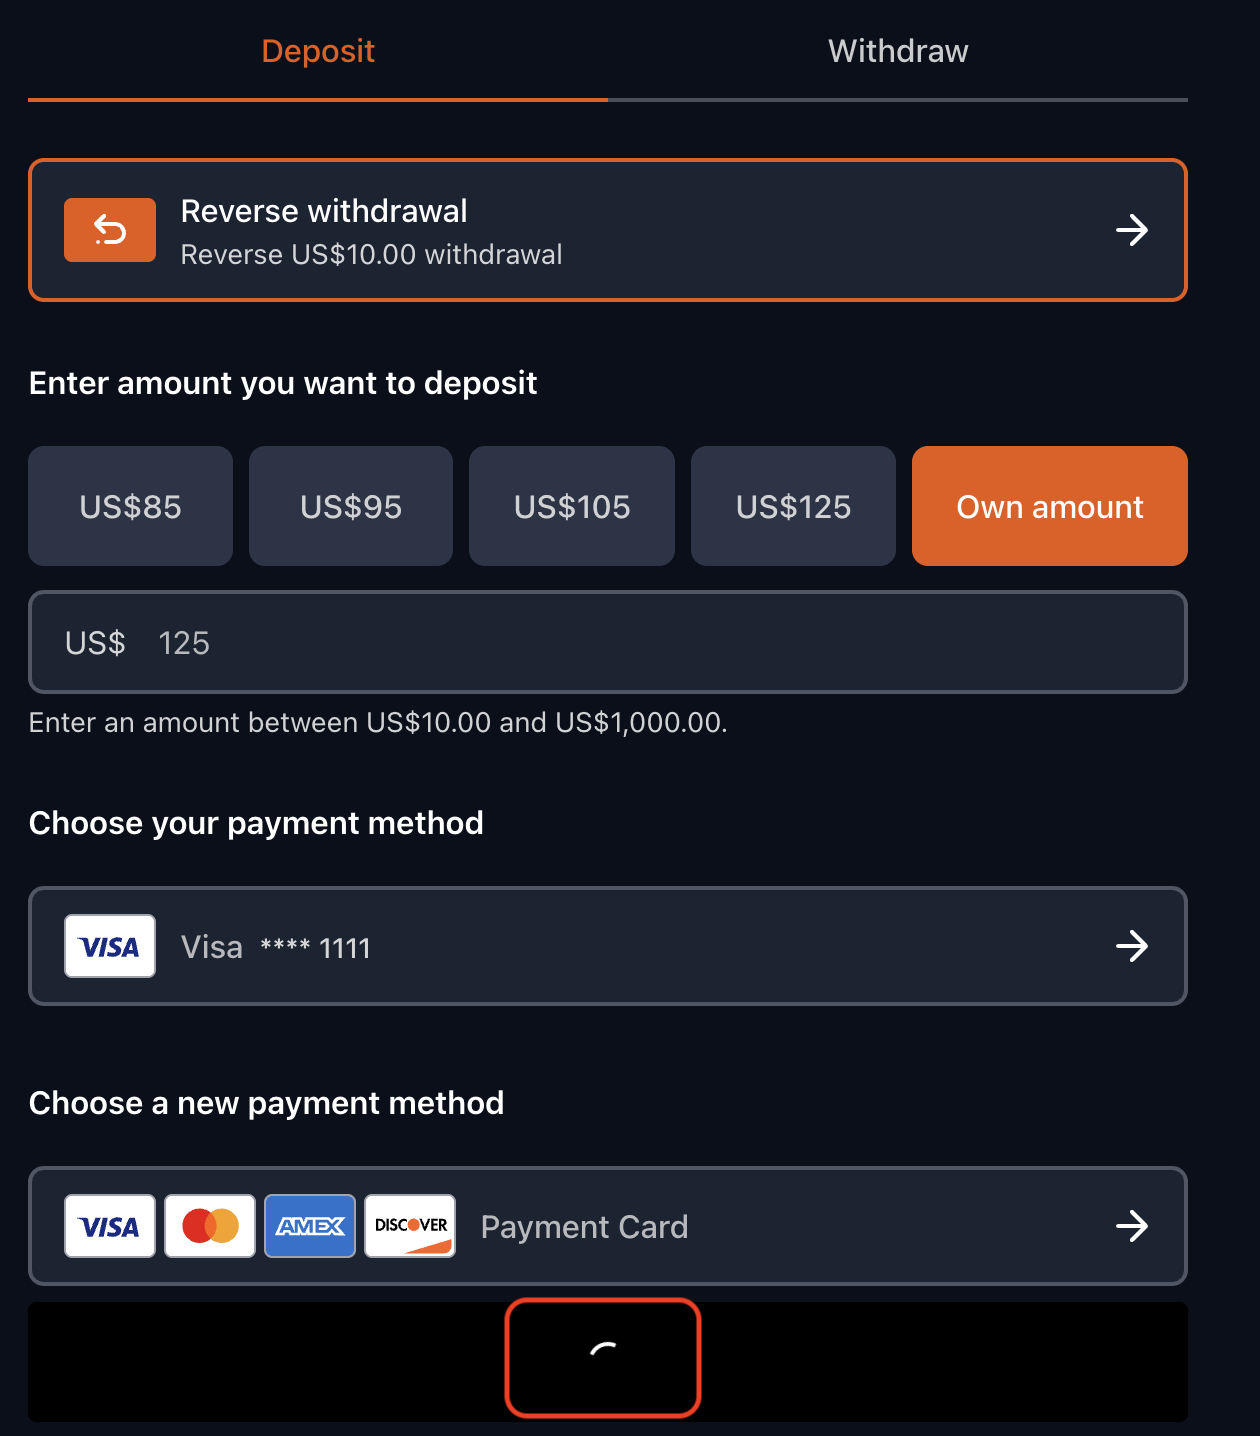 Deposit
Withdraw
Reverse withdrawal
Reverse US$10.00 withdrawal
Enter amount you want to deposit
US$85
US$95
US$105
US$125
Own amount
US$ 125
Enter an amount between US$10.00 and US$1,000.00.
Choose your payment method
VISA Visa **** 1111
Choose a new payment method
VISA AMEX DISCOVER Payment Card